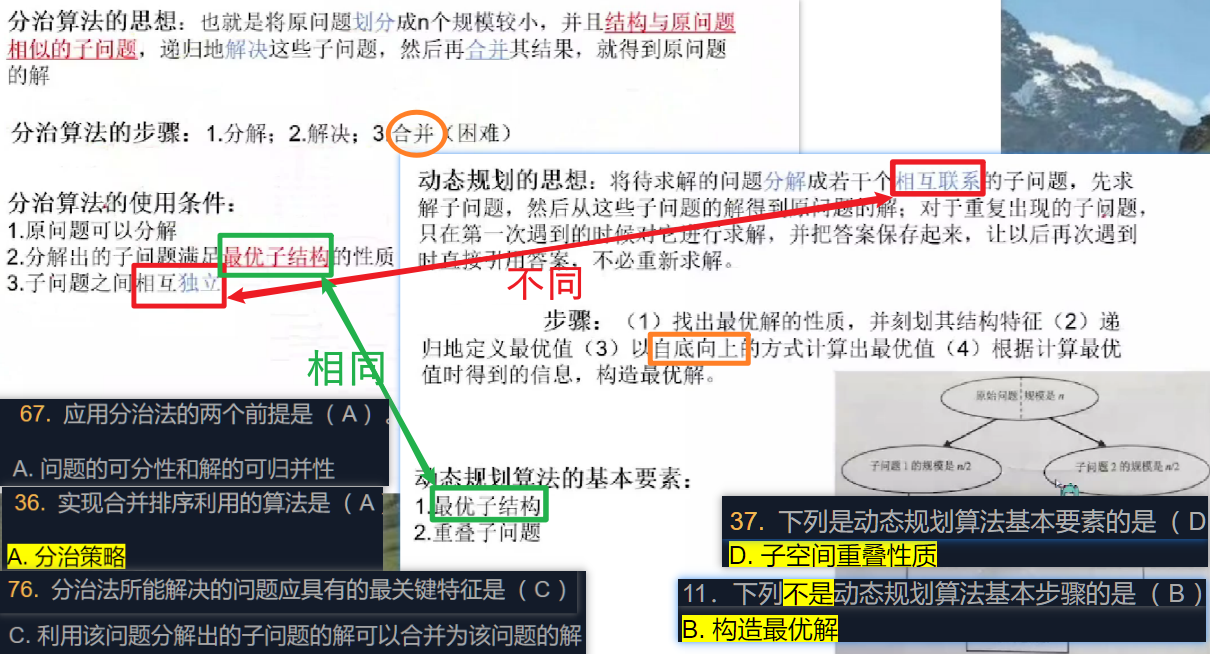 分治算法的思想：也就是将原问题划分成n个规模较小，并且结构与原问题
相似的子问题，递归地解决这些子问题，然后再合并其结果，就得到原问题
的解
分治算法的步骤：1.分解；2.解决；3.合并（困难）
分治算法的使用条件：
1.原问题可以分解
2.分解出的子问题满足最优子结构的性质
3.子问题之间相互独立
动态规划的思想：将待求解的问题分解成若干个相互联系的子问题，先求
解子问题，然后从这些子问题的解得到原问题的解；对于重复出现的子问题，
只在第一次遇到的时候对它进行求解，并把答案保存起来，让以后再次遇到
时直接引用答案，不必重新求解。
不同
步骤：（1）找出最优解的性质，并刻划其结构特征（2）递
归地定义最优值（3）以自底向上的方式计算出最优值（4）根据计算最优
值时得到的信息，构造最优解。
相同
动态规划算法的基本要素：
1.最优子结构
2.重叠子问题
原始问题 规模是 n
子问题 1 的规模是 n/2
子问题 2 的规模是 n/2
67. 应用分治法的两个前提是（ A ）。
A. 问题的可分性和解的可归并性
36. 实现合并排序利用的算法是（ A
A. 分治策略
76. 分治法所能解决的问题应具有的最关键特征是（ C ）
C. 利用该问题分解出的子问题的解可以合并为该问题的解
37. 下列是动态规划算法基本要素的是（ D
D. 子空间重叠性质
11. 下列不是动态规划算法基本步骤的是（ B ）
B. 构造最优解